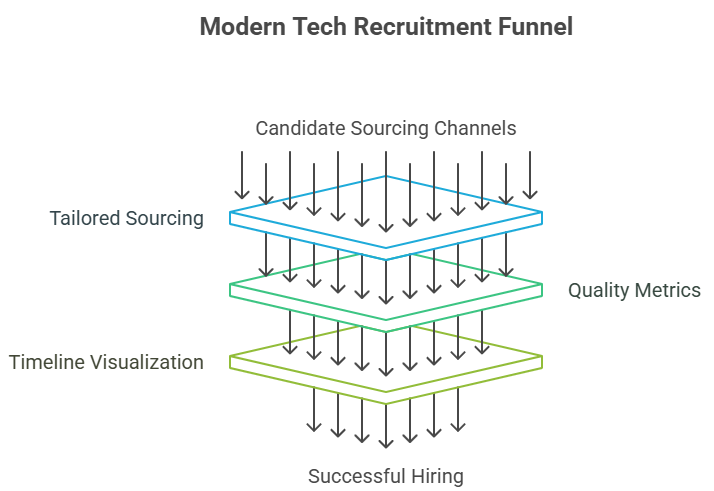 Modern Tech Recruitment Funnel
Candidate Sourcing Channels
Tailored Sourcing
Quality Metrics
Timeline Visualization
Successful Hiring